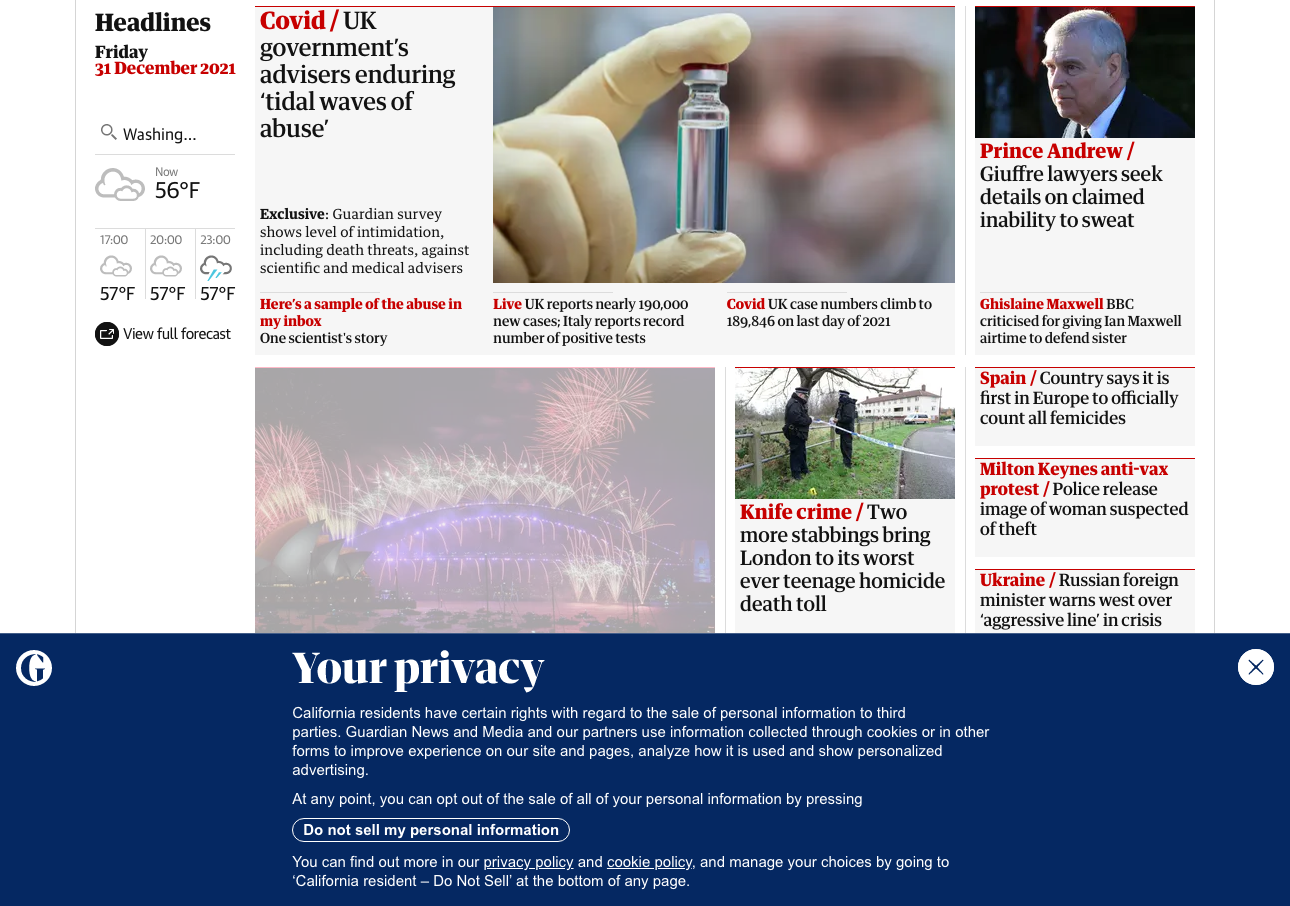 Headlines
Friday
31 December 2021
Washing...
Now
56°F
17:00
57°F
20:00
57°F
23:00
57°F
View full forecast
Covid / UK
government’s
advisers enduring
‘tidal waves of
abuse’
Exclusive: Guardian survey
shows level of intimidation,
including death threats, against
scientific and medical advisers
Here’s a sample of the abuse in
my inbox
One scientist's story
Live UK reports nearly 190,000
new cases; Italy reports record
number of positive tests
Covid UK case numbers climb to
189,846 on last day of 2021
Prince Andrew /
Giuffre lawyers seek
details on claimed
inability to sweat
Ghislaine Maxwell BBC
criticised for giving Ian Maxwell
airtime to defend sister
Knife crime / Two
more stabbings bring
London to its worst
ever teenage homicide
death toll
Spain / Country says it is
first in Europe to officially
count all femicides
Milton Keynes anti-vax
protest / Police release
image of woman suspected
of theft
Ukraine / Russian foreign
minister warns west over
‘aggressive line’ in crisis
G
Your privacy
California residents have certain rights with regard to the sale of personal information to third
parties. Guardian News and Media and our partners use information collected through cookies or in other
forms to improve experience on our site and pages, analyze how it is used and show personalized
advertising.
At any point, you can opt out of the sale of all of your personal information by pressing
Do not sell my personal information
You can find out more in our privacy policy and cookie policy, and manage your choices by going to
‘California resident – Do Not Sell’ at the bottom of any page.